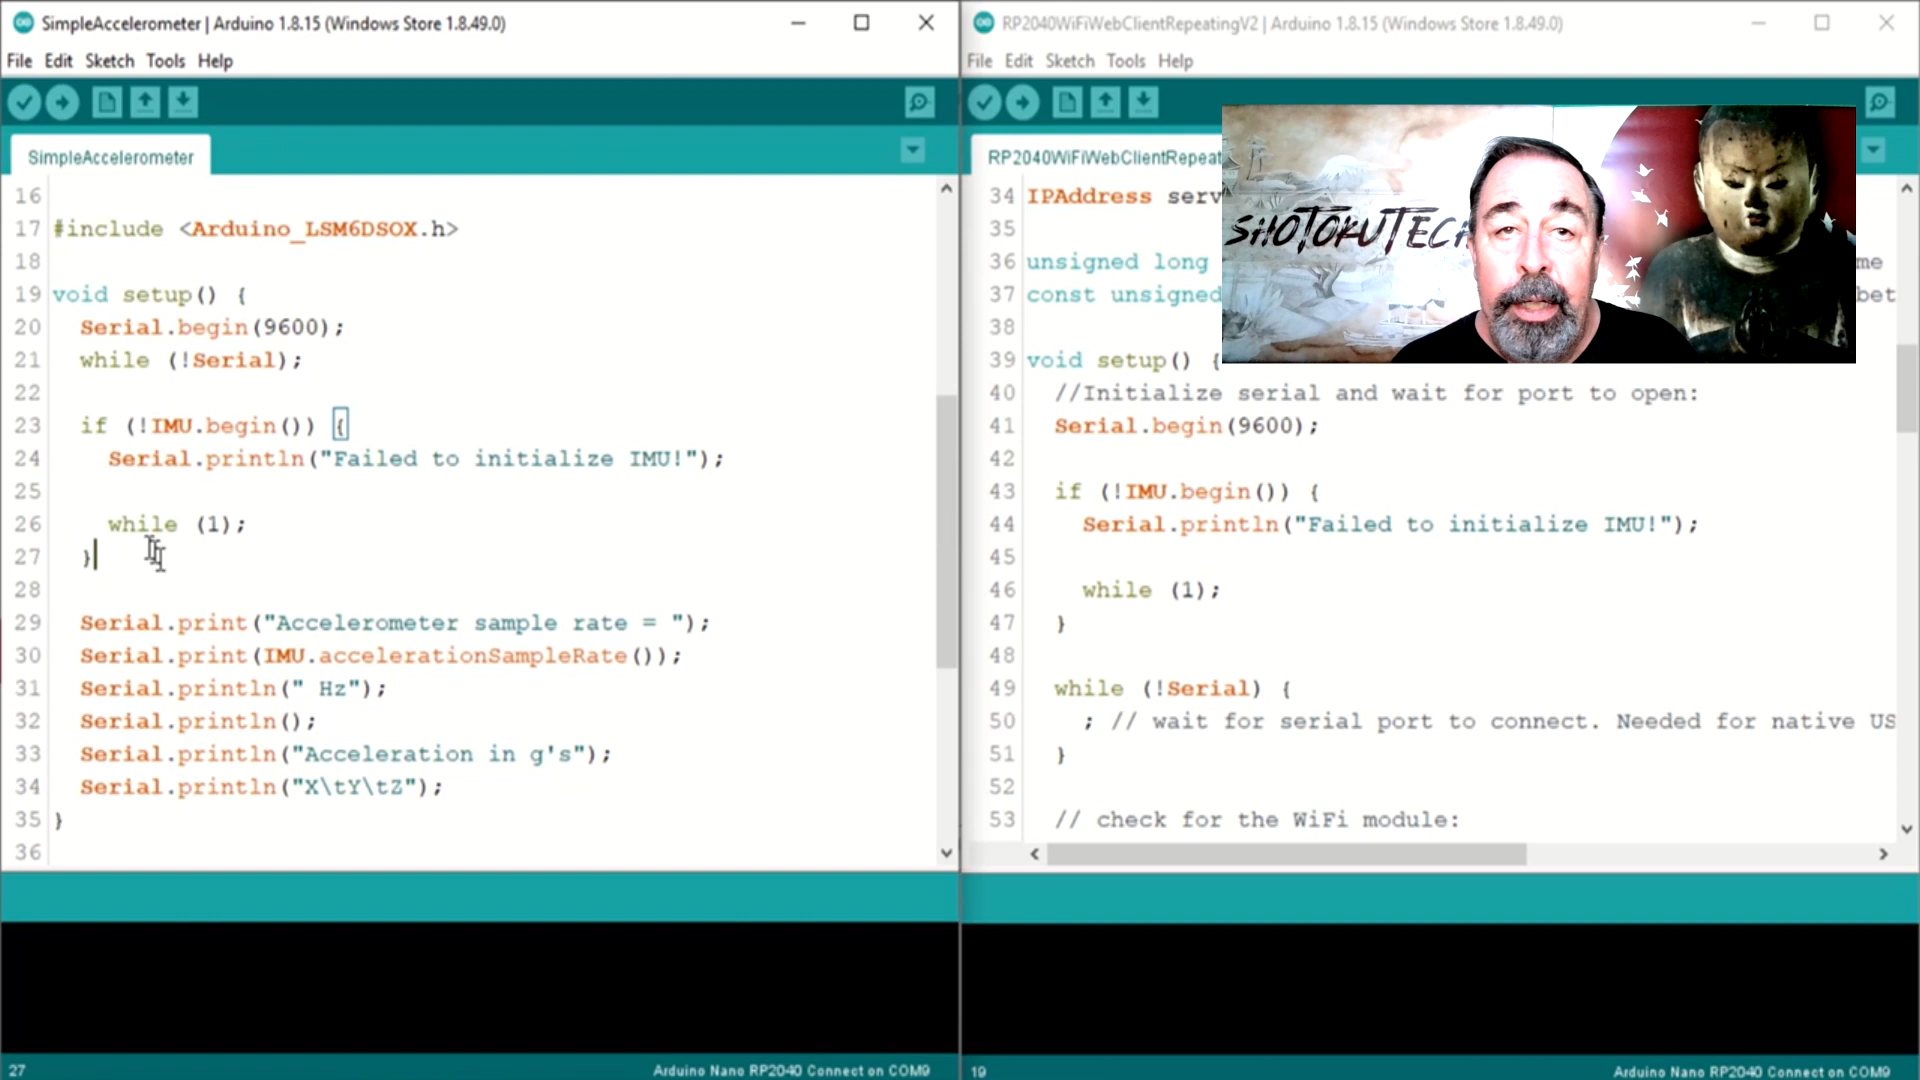 SimpleAccelerometer | Arduino 1.8.15 (Windows Store 1.8.49.0)
File Edit Sketch Tools Help
SimpleAccelerometer
16
17 #include <Arduino_LSM6DSOX.h>
18
19 void setup() {
20 Serial.begin(9600);
21 while (!Serial);
22
23 if (!IMU.begin()) {
24 Serial.println("Failed to initialize IMU!");
25
26 while (1);
27 }
28
29 Serial.print("Accelerometer sample rate = ");
30 Serial.print(IMU.accelerationSampleRate());
31 Serial.println(" Hz");
32 Serial.println();
33 Serial.println("Acceleration in g's");
34 Serial.println("X\tY\tZ");
35 }
36
27 Arduino Nano RP2040 Connect on COM9
RP2040WiFiWebClientRepeatingV2 | Arduino 1.8.15 (Windows Store 1.8.49.0)
File Edit Sketch Tools Help
RP2040WiFiWebClientRepeat
SHOTOKUTECH
34 IPAddress serv
35
36 unsigned long me
37 const unsigned bet
38
39 void setup() {
40 //Initialize serial and wait for port to open:
41 Serial.begin(9600);
42
43 if (!IMU.begin()) {
44 Serial.println("Failed to initialize IMU!");
45
46 while (1);
47 }
48
49 while (!Serial) {
50 ; // wait for serial port to connect. Needed for native US
51 }
52
53 // check for the WiFi module:
19 Arduino Nano RP2040 Connect on COM9